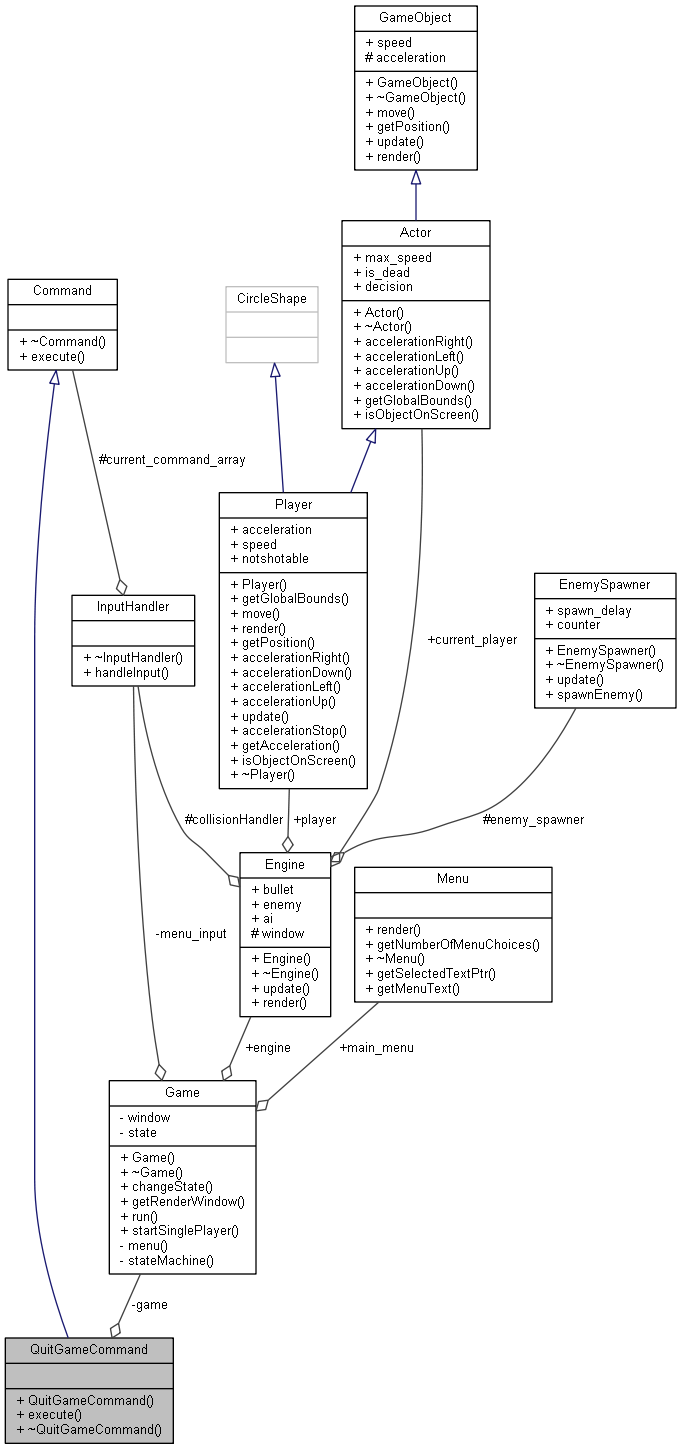 GameObject
+ speed
# acceleration
+ GameObject()
+ ~GameObject()
+ move()
+ getPosition()
+ update()
+ render()
Actor
+ max_speed
+ is_dead
+ decision
+ Actor()
+ ~Actor()
+ accelerationRight()
+ accelerationLeft()
+ accelerationUp()
+ accelerationDown()
+ getGlobalBounds()
+ isObjectOnScreen()
Command
+ ~Command()
+ execute()
CircleShape
#current_command_array
Player
+ acceleration
+ speed
+ notshotable
+ Player()
+ getGlobalBounds()
+ move()
+ render()
+ getPosition()
+ accelerationRight()
+ accelerationDown()
+ accelerationLeft()
+ accelerationUp()
+ update()
+ accelerationStop()
+ getAcceleration()
+ isObjectOnScreen()
+ ~Player()
InputHandler
+ ~InputHandler()
+ handleInput()
+current_player
EnemySpawner
+ spawn_delay
+ counter
+ EnemySpawner()
+ ~EnemySpawner()
+ update()
+ spawnEnemy()
#collisionHandler
+player
#enemy_spawner
Engine
+ bullet
+ enemy
+ ai
# window
+ Engine()
+ ~Engine()
+ update()
+ render()
Menu
+ render()
+ getNumberOfMenuChoices()
+ ~Menu()
+ getSelectedTextPtr()
+ getMenuText()
-menu_input
+engine
+main_menu
Game
- window
- state
+ Game()
+ ~Game()
+ changeState()
+ getRenderWindow()
+ run()
+ startSinglePlayer()
- menu()
- stateMachine()
-game
QuitGameCommand
+ QuitGameCommand()
+ execute()
+ ~QuitGameCommand()